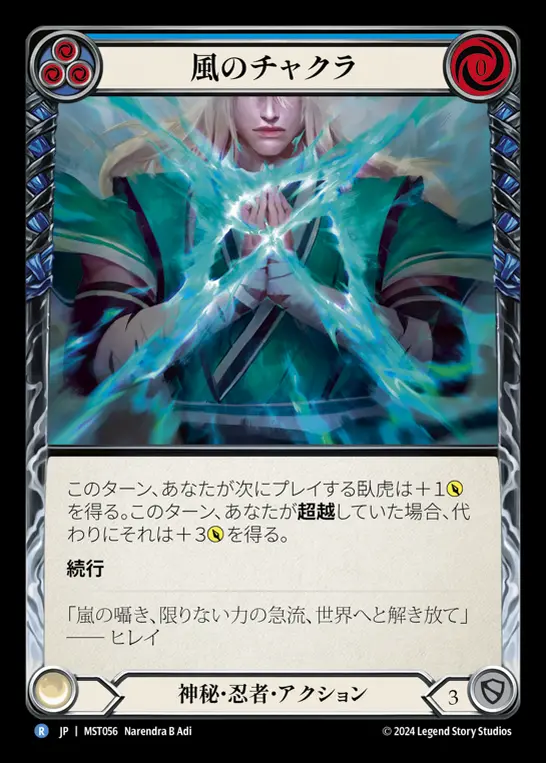 風のチャクラ
0
このターン、あなたが次にプレイする臥虎は＋1
を得る。このターン、あなたが超越していた場合、代
わりにそれは＋3を得る。
続行
「嵐の囁き、限りない力の急流、世界へと解き放て」
—— ヒレイ
神秘・忍者・アクション
3
R JP | MST056 Narendra B Adi
© 2024 Legend Story Studios